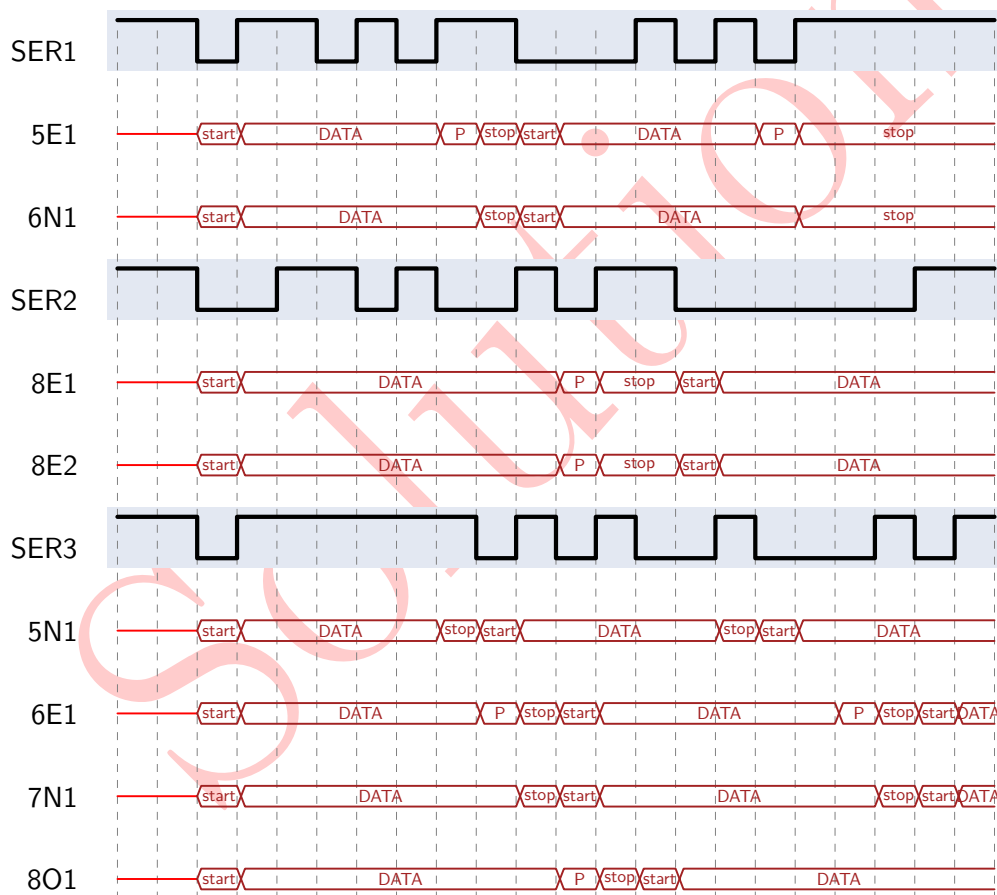 SER1
5E1 start DATA P stop start DATA P stop
6N1 start DATA stop start DATA stop
SER2
8E1 start DATA P stop start DATA
8E2 start DATA P stop start DATA
SER3
5N1 start DATA stop start DATA stop start DATA
6E1 start DATA P stop start DATA P stop start DATA
7N1 start DATA stop start DATA stop start DATA
8O1 start DATA P stop start DATA
Solution